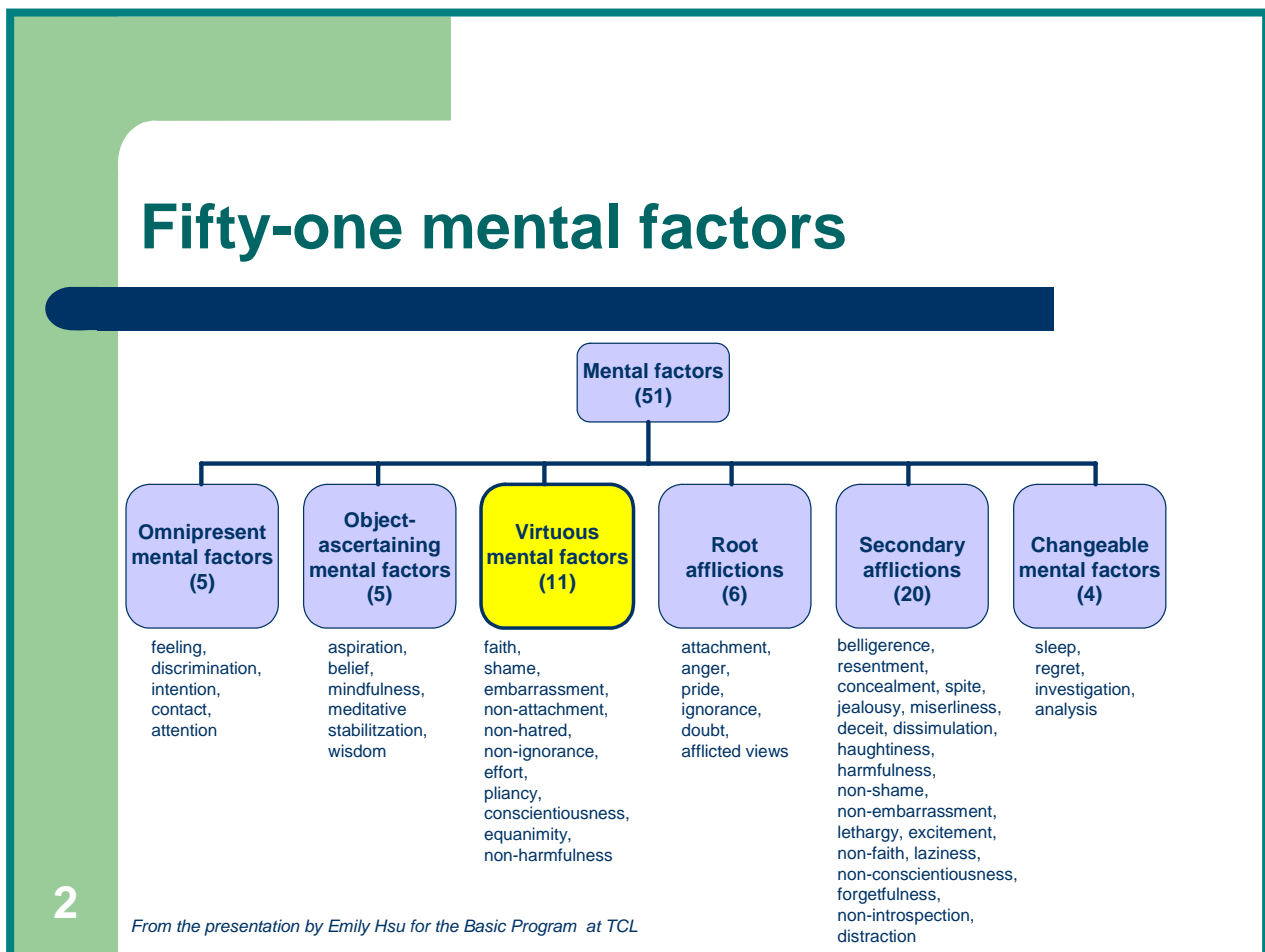 Fifty-one mental factors
Mental factors
(51)
Omnipresent
mental factors
(5)
feeling,
discrimination,
intention,
contact,
attention
Object-
ascertaining
mental factors
(5)
aspiration,
belief,
mindfulness,
meditative
stabilitzation,
wisdom
Virtuous
mental factors
(11)
faith,
shame,
embarrassment,
non-attachment,
non-hatred,
non-ignorance,
effort,
pliancy,
conscientiousness,
equanimity,
non-harmfulness
Root
afflictions
(6)
attachment,
anger,
pride,
ignorance,
doubt,
afflicted views
Secondary
afflictions
(20)
belligerence,
resentment,
concealment, spite,
jealousy, miserliness,
deceit, dissimulation,
haughtiness,
harmfulness,
non-shame,
non-embarrassment,
lethargy, excitement,
non-faith, laziness,
non-conscientiousness,
forgetfulness,
non-introspection,
distraction
Changeable
mental factors
(4)
sleep,
regret,
investigation,
analysis
2
From the presentation by Emily Hsu for the Basic Program at TCL